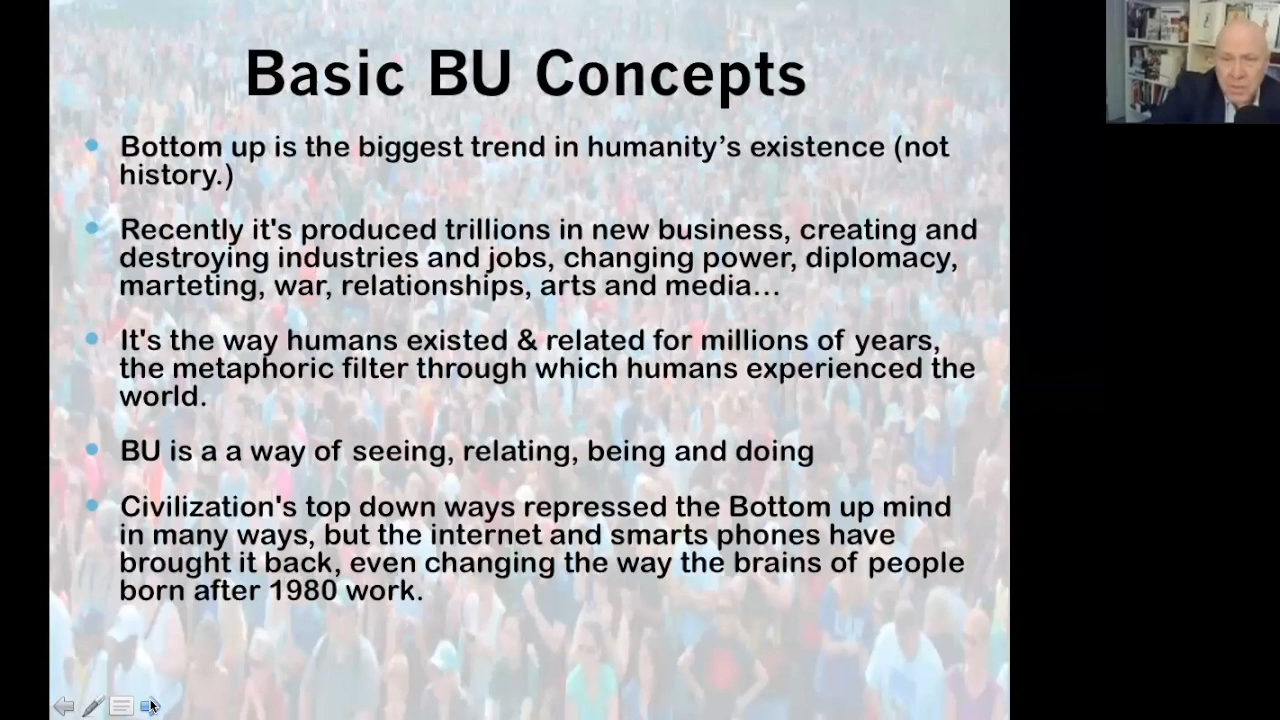 Basic BU Concepts
Bottom up is the biggest trend in humanity’s existence (not
history.)
Recently it's produced trillions in new business, creating and
destroying industries and jobs, changing power, diplomacy,
marteting, war, relationships, arts and media…
It's the way humans existed & related for millions of years,
the metaphoric filter through which humans experienced the
world.
BU is a a way of seeing, relating, being and doing
Civilization's top down ways repressed the Bottom up mind
in many ways, but the internet and smarts phones have
brought it back, even changing the way the brains of people
born after 1980 work.